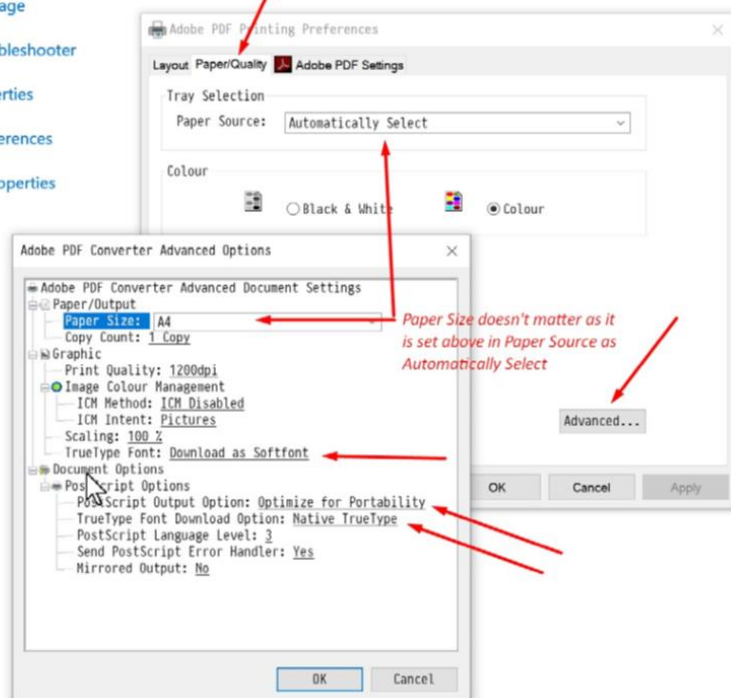 age
bleshooter
erties
erences
operties
Adobe PDF Printing Preferences
Layout Paper/Quality Adobe PDF Settings
Tray Selection
Paper Source: Automatically Select
Colour
Black & White Colour
Advanced...
OK Cancel Apply
Adobe PDF Converter Advanced Options
Adobe PDF Converter Advanced Document Settings
Paper/Output
Paper Size: A4
Copy Count: 1 Copy
Graphic
Print Quality: 1200dpi
Image Colour Management
ICM Method: ICM Disabled
ICM Intent: Pictures
Scaling: 100 %
TrueType Font: Download as Softfont
Document Options
PostScript Options
PostScript Output Option: Optimize for Portability
TrueType Font Download Option: Native TrueType
PostScript Language Level: 3
Send PostScript Error Handler: Yes
Mirrored Output: No
OK Cancel
Paper Size doesn't matter as it
is set above in Paper Source as
Automatically Select